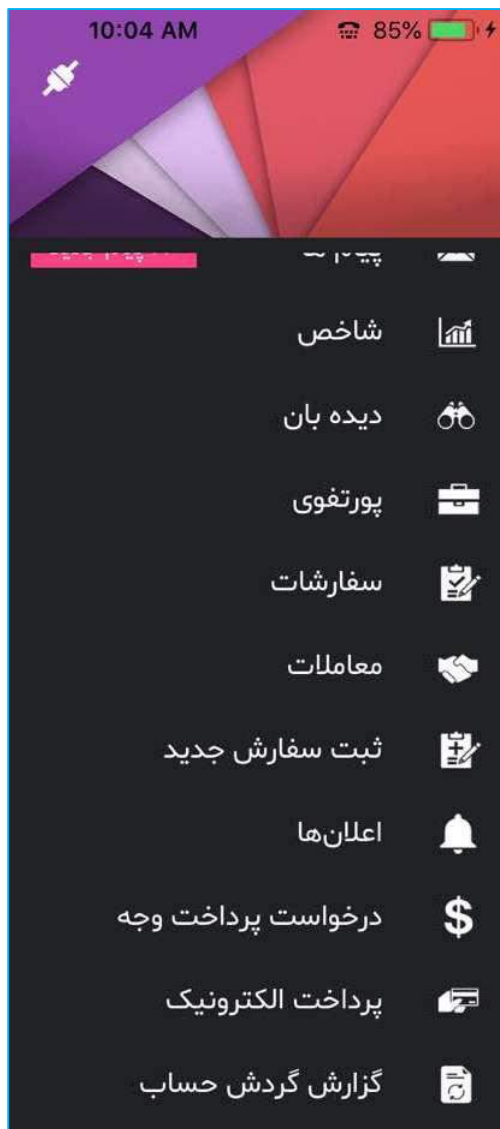 10:04 AM 85%
شاخص
دیده بان
پورتفوی
سفارشات
معاملات
ثبت سفارش جدید
اعلان‌ها
درخواست پرداخت وجه
پرداخت الکترونیک
گزارش گردش حساب